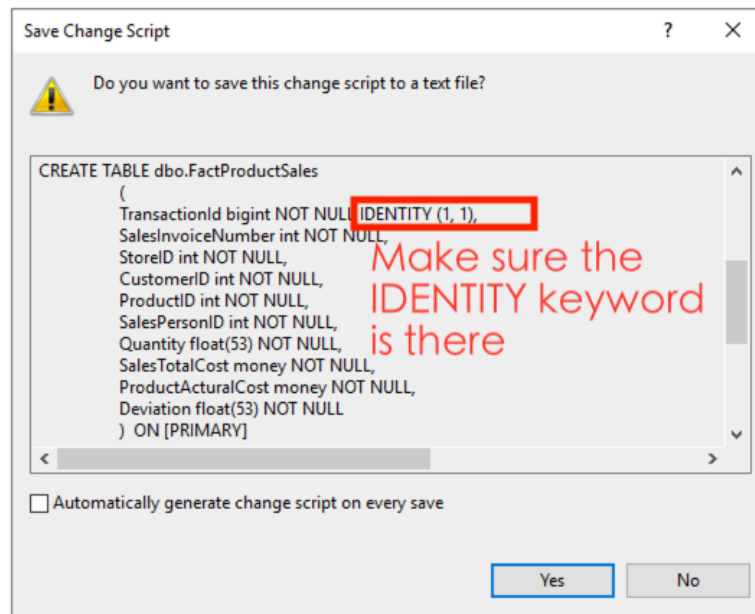 Save Change Script
Do you want to save this change script to a text file?
CREATE TABLE dbo.FactProductSales
(
TransactionId bigint NOT NULL IDENTITY (1, 1),
SalesInvoiceNumber int NOT NULL,
StoreID int NOT NULL,
CustomerID int NOT NULL,
ProductID int NOT NULL,
SalesPersonID int NOT NULL,
Quantity float(53) NOT NULL,
SalesTotalCost money NOT NULL,
ProductActuralCost money NOT NULL,
Deviation float(53) NOT NULL
) ON [PRIMARY]
Make sure the
IDENTITY keyword
is there
Automatically generate change script on every save
Yes
No